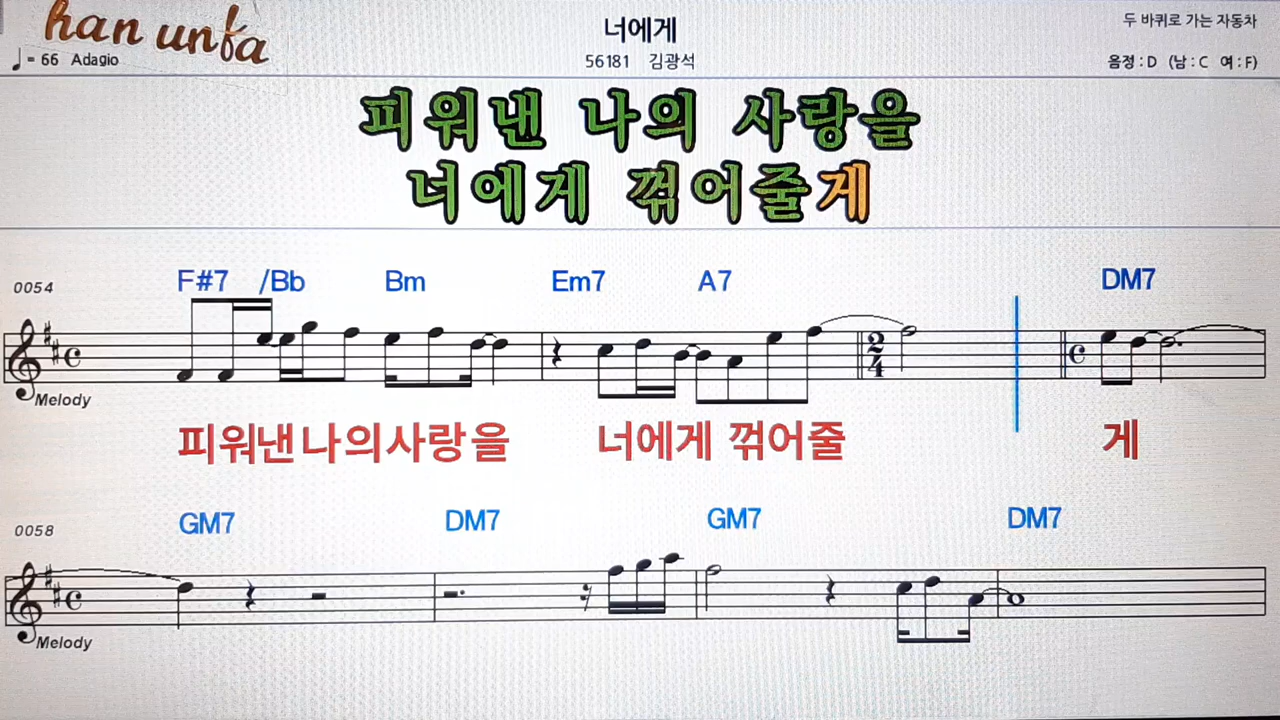 han unfa
너에게
두 바퀴로 가는 자동차
♩= 66 Adagio
56181 김광석
음정 : D (남 : C 여 : F)
피워낸 나의 사랑을
너에게 꺾어줄게
0054
F#7 /Bb Bm Em7 A7 DM7
2
4
Melody
피워낸나의사랑을 너에게 꺾어줄 게
0058
GM7 DM7 GM7 DM7
Melody